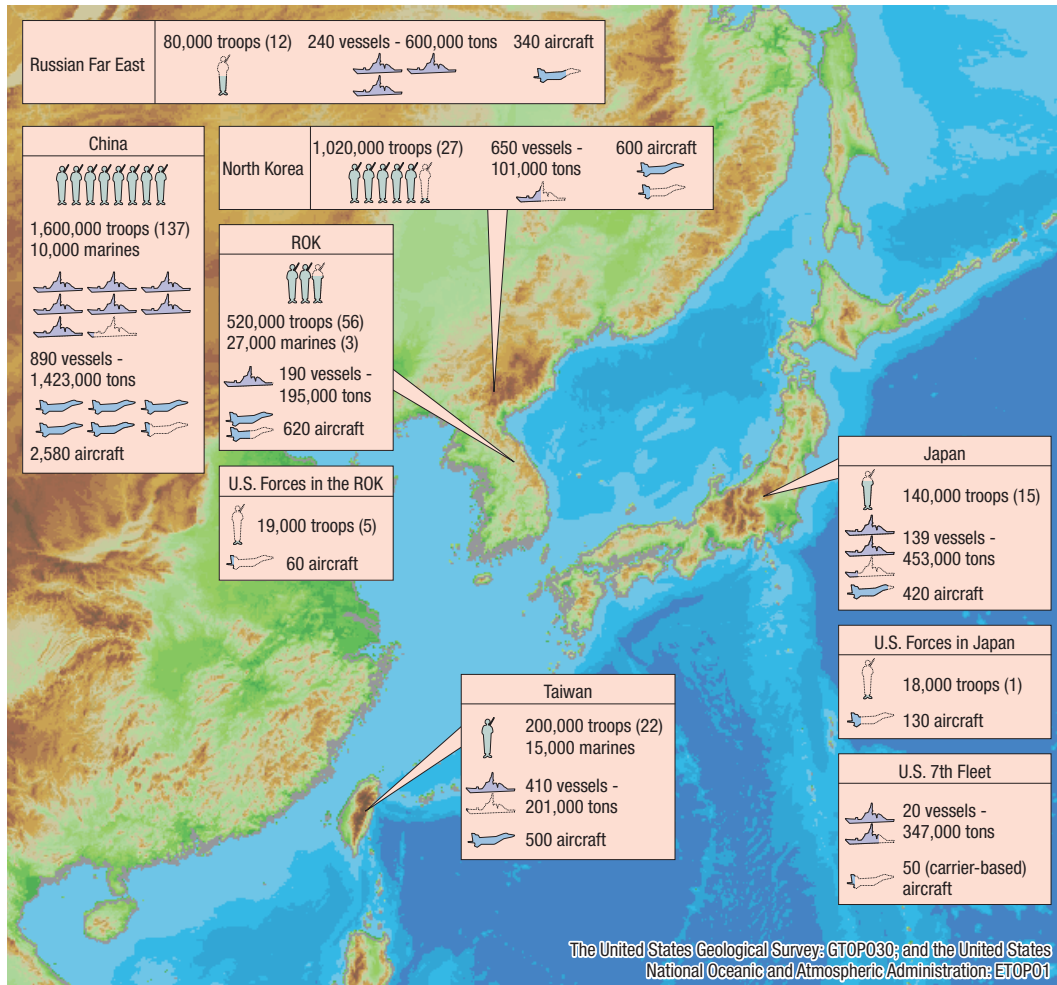 Russian Far East
80,000 troops (12)
240 vessels - 600,000 tons
340 aircraft
China
1,600,000 troops (137)
10,000 marines
890 vessels -
1,423,000 tons
2,580 aircraft
North Korea
1,020,000 troops (27)
650 vessels -
101,000 tons
600 aircraft
ROK
520,000 troops (56)
27,000 marines (3)
190 vessels -
195,000 tons
620 aircraft
U.S. Forces in the ROK
19,000 troops (5)
60 aircraft
Japan
140,000 troops (15)
139 vessels -
453,000 tons
420 aircraft
U.S. Forces in Japan
18,000 troops (1)
130 aircraft
Taiwan
200,000 troops (22)
15,000 marines
410 vessels -
201,000 tons
500 aircraft
U.S. 7th Fleet
20 vessels -
347,000 tons
50 (carrier-based)
aircraft
The United States Geological Survey: GTOPO30; and the United States
National Oceanic and Atmospheric Administration: ETOPO1